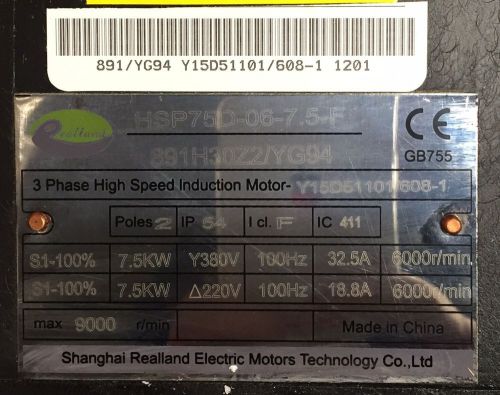 891/YG94 Y15D51101/608-1 1201
Realland
HSP75D-06-7.5-F
891H30Z2/YG94
CE
GB755
3 Phase High Speed Induction Motor- Y15D51101/608-1
Poles 2 IP 54 I cl. F IC 411
S1-100% 7.5KW Y380V 100Hz 32.5A 6000r/min
S1-100% 7.5KW Δ220V 100Hz 18.8A 6000r/min
max 9000 r/min Made in China
Shanghai Realland Electric Motors Technology Co.,Ltd